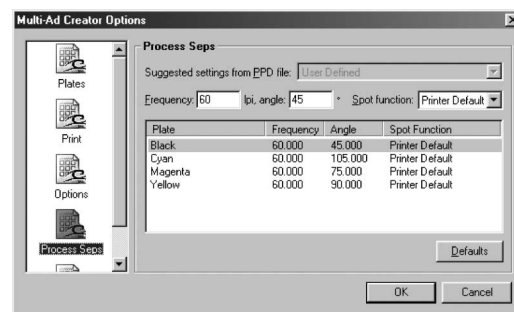 Multi-Ad Creator Options
Plates
Print
Options
Process Seps
Process Seps
Suggested settings from PPD file: User Defined
Frequency: 60 lpi, angle: 45 ° Spot function: Printer Default
Plate Frequency Angle Spot Function
Black 60.000 45.000 Printer Default
Cyan 60.000 105.000 Printer Default
Magenta 60.000 75.000 Printer Default
Yellow 60.000 90.000 Printer Default
Defaults
OK Cancel